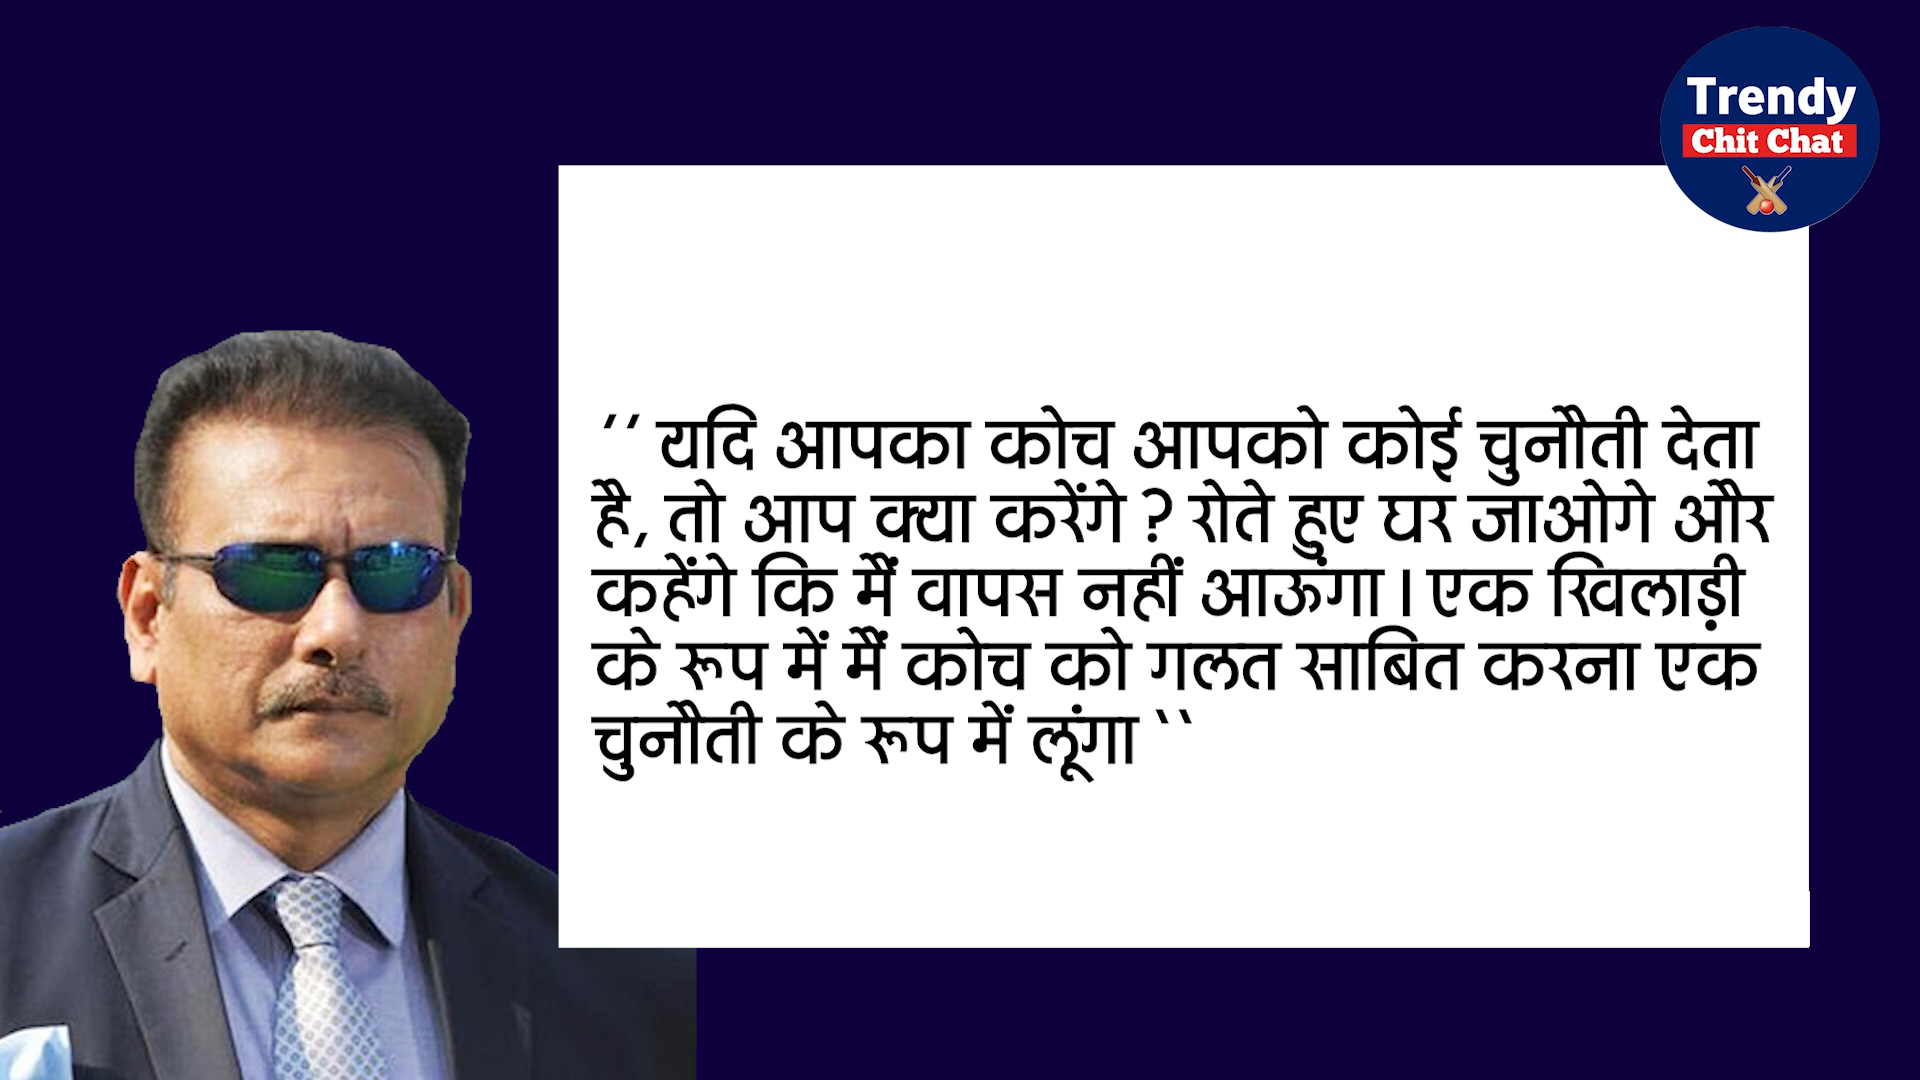 Trendy
Chit Chat
'' यदि आपका कोच आपको कोई चुनौती देता
है, तो आप क्या करेंगे ? रोते हुए घर जाओगे और
कहेंगे कि मैं वापस नहीं आऊंगा । एक खिलाड़ी
के रूप में मैं कोच को गलत साबित करना एक
चुनौती के रूप में लूंगा ``